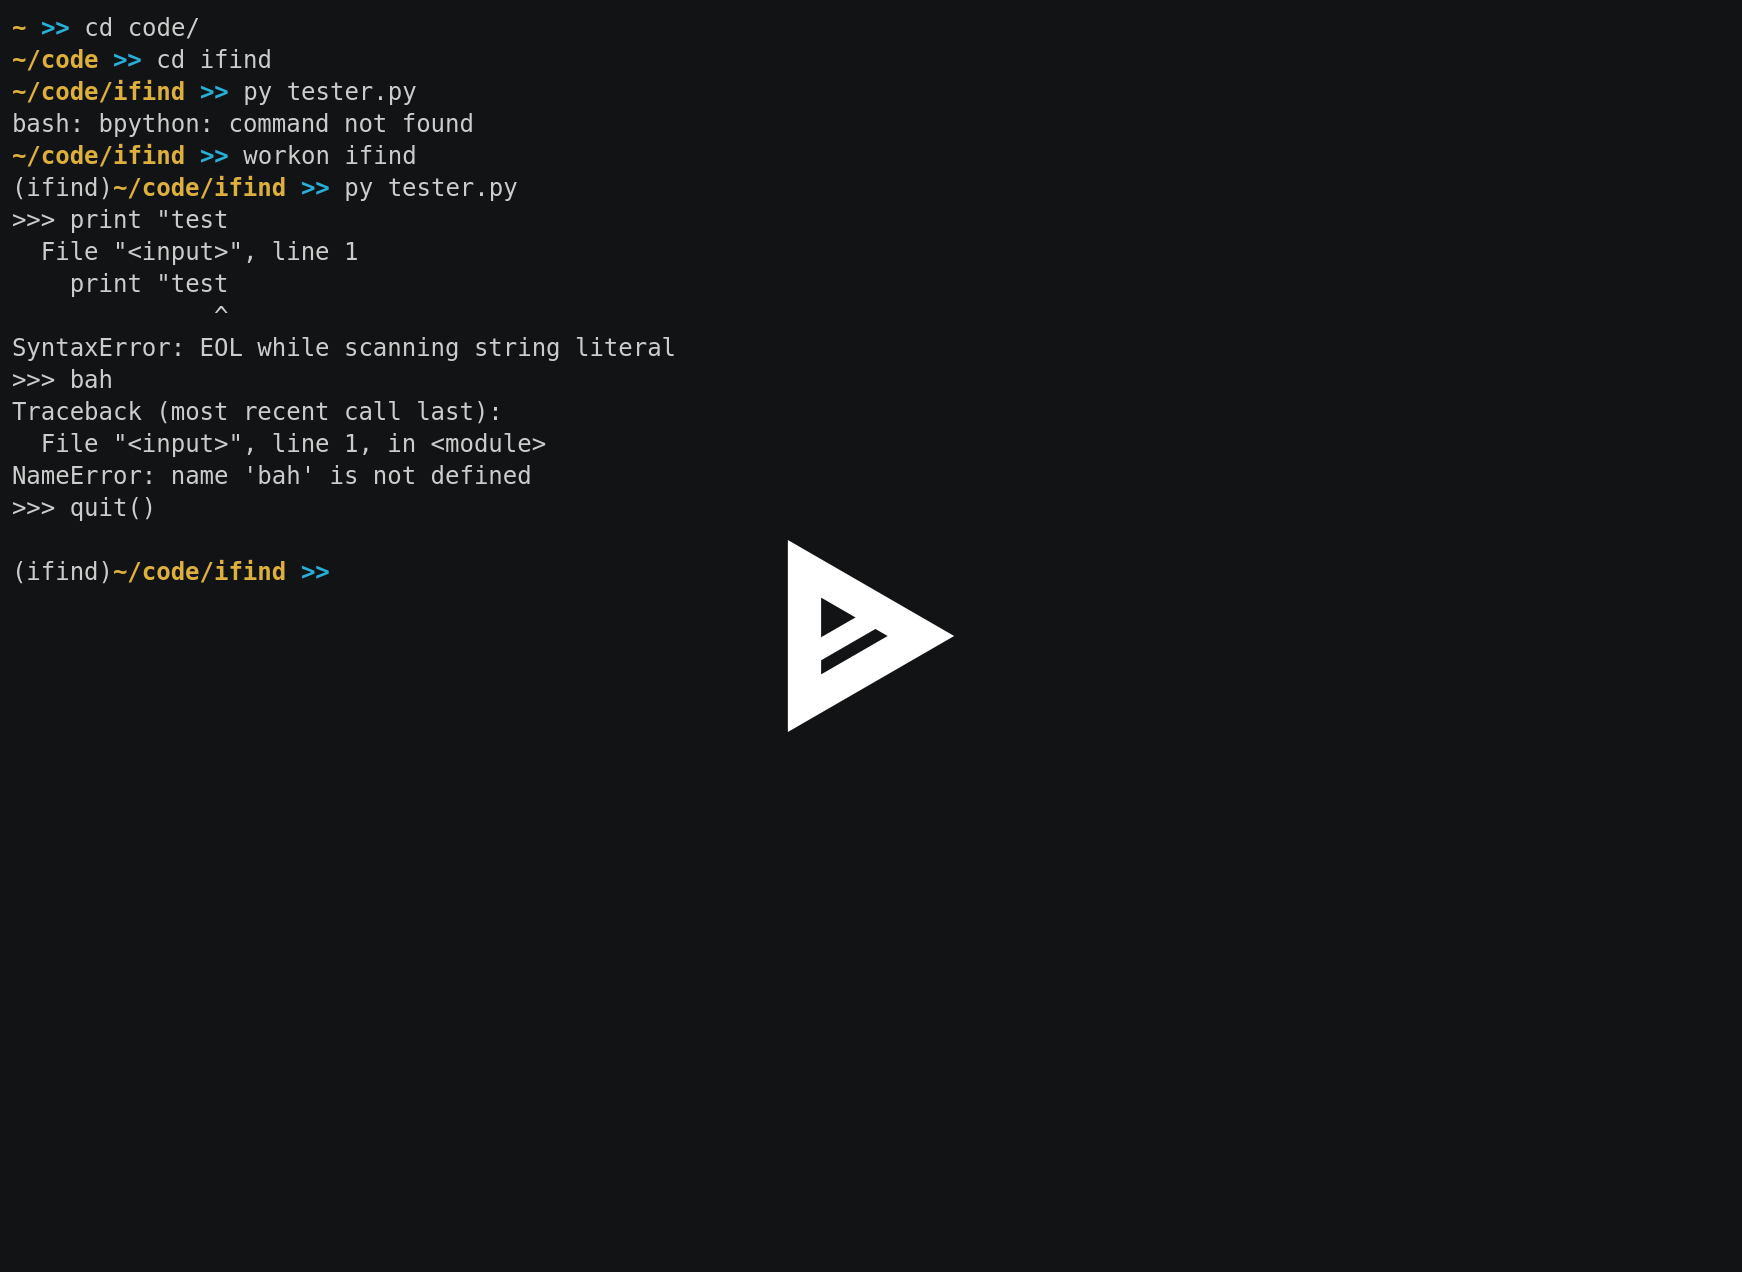 ~ >> cd code/
~/code >> cd ifind
~/code/ifind >> py tester.py
bash: bpython: command not found
~/code/ifind >> workon ifind
(ifind)~/code/ifind >> py tester.py
>>> print "test
  File "<input>", line 1
    print "test
              ^
SyntaxError: EOL while scanning string literal
>>> bah
Traceback (most recent call last):
  File "<input>", line 1, in <module>
NameError: name 'bah' is not defined
>>> quit()

(ifind)~/code/ifind >>